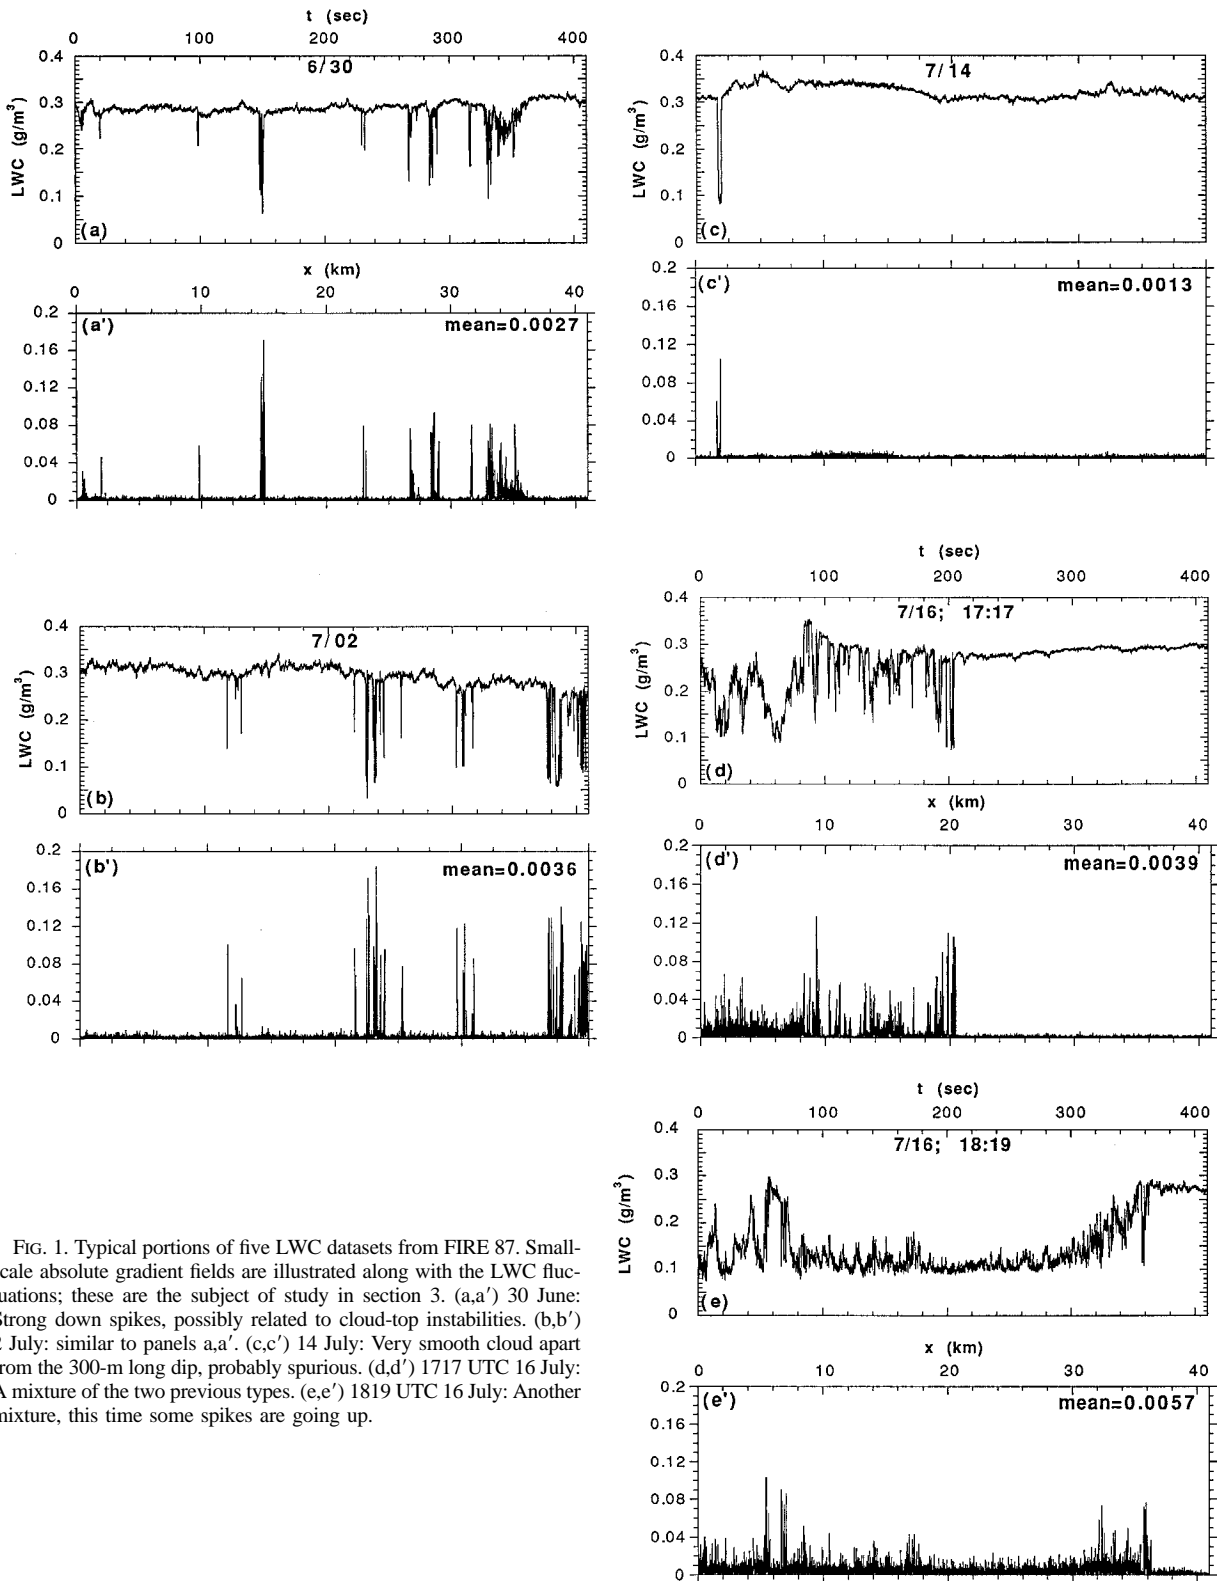 t (sec)
0 100 200 300 400
0.4
0.3
0.2
0.1
0
LWC (g/m³)
6/30
(a)
x (km)
0 10 20 30 40
0.2
0.16
0.12
0.08
0.04
0
(a')
mean=0.0027
0.4
0.3
0.2
0.1
0
LWC (g/m³)
7/02
(b)
0.2
0.16
0.12
0.08
0.04
0
(b')
mean=0.0036
0.4
0.3
0.2
0.1
0
LWC (g/m³)
7/14
(c)
0.2
0.16
0.12
0.08
0.04
0
(c')
mean=0.0013
t (sec)
0 100 200 300 400
0.4
0.3
0.2
0.1
0
LWC (g/m³)
7/16; 17:17
(d)
x (km)
0 10 20 30 40
0.2
0.16
0.12
0.08
0.04
0
(d')
mean=0.0039
t (sec)
0 100 200 300 400
0.4
0.3
0.2
0.1
0
LWC (g/m³)
7/16; 18:19
(e)
x (km)
0 10 20 30 40
0.2
0.16
0.12
0.08
0.04
0
(e')
mean=0.0057
FIG. 1. Typical portions of five LWC datasets from FIRE 87. Small-
scale absolute gradient fields are illustrated along with the LWC fluc-
tuations; these are the subject of study in section 3. (a,a′) 30 June:
Strong down spikes, possibly related to cloud-top instabilities. (b,b′)
2 July: similar to panels a,a′. (c,c′) 14 July: Very smooth cloud apart
from the 300-m long dip, probably spurious. (d,d′) 1717 UTC 16 July:
A mixture of the two previous types. (e,e′) 1819 UTC 16 July: Another
mixture, this time some spikes are going up.